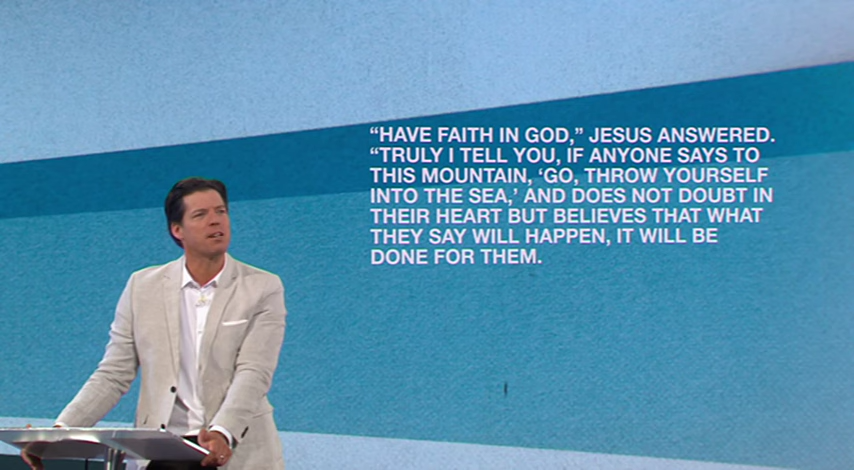 “HAVE FAITH IN GOD,” JESUS ANSWERED.
“TRULY I TELL YOU, IF ANYONE SAYS TO
THIS MOUNTAIN, ‘GO, THROW YOURSELF
INTO THE SEA,’ AND DOES NOT DOUBT IN
THEIR HEART BUT BELIEVES THAT WHAT
THEY SAY WILL HAPPEN, IT WILL BE
DONE FOR THEM.